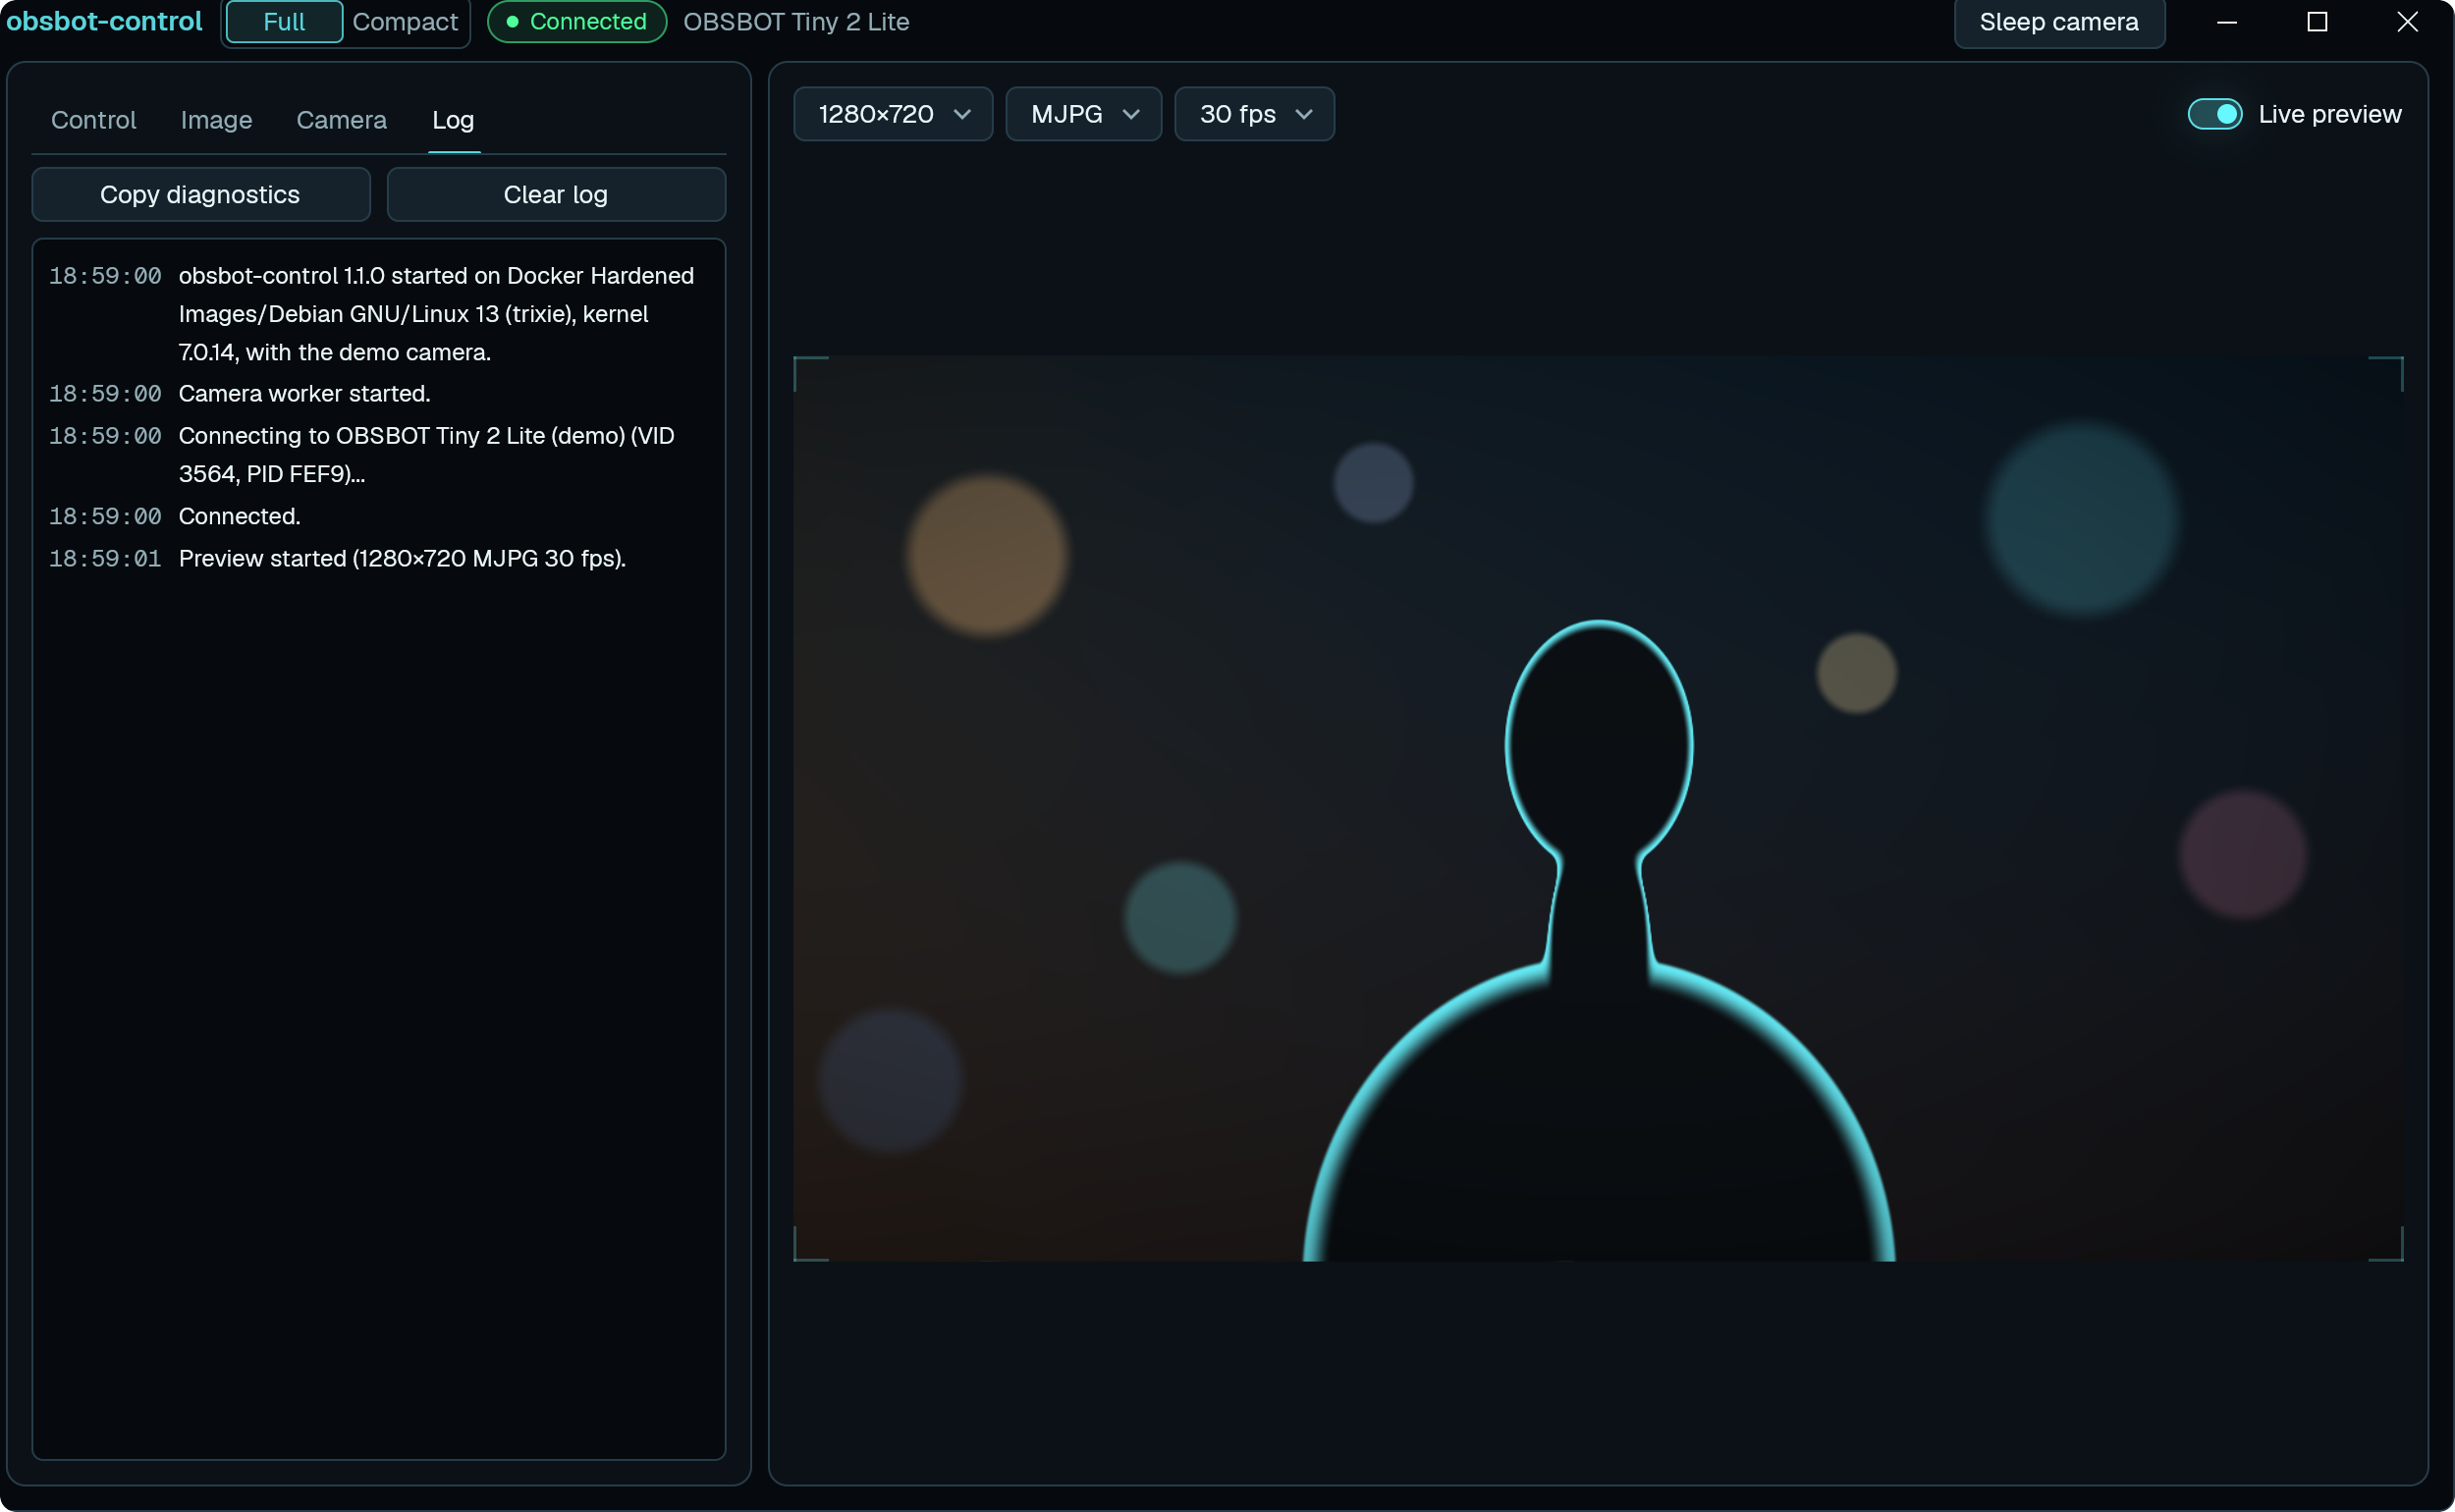 obsbot-control Full Compact Connected OBSBOT Tiny 2 Lite Sleep camera
Control Image Camera Log
Copy diagnostics Clear log
18:59:00 obsbot-control 1.1.0 started on Docker Hardened
Images/Debian GNU/Linux 13 (trixie), kernel
7.0.14, with the demo camera.
18:59:00 Camera worker started.
18:59:00 Connecting to OBSBOT Tiny 2 Lite (demo) (VID
3564, PID FEF9)...
18:59:00 Connected.
18:59:01 Preview started (1280×720 MJPG 30 fps).
1280×720 MJPG 30 fps Live preview